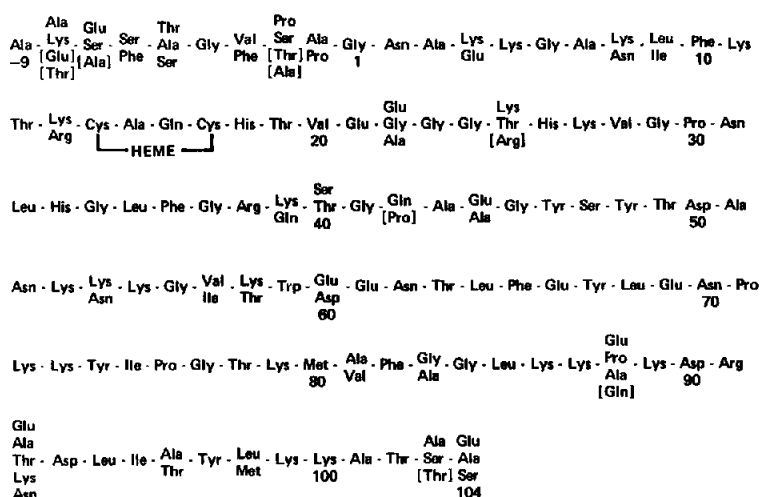 Ala Glu Thr Pro
Ala - Lys - Ser - Ser - Ala - Gly - Val - Ser - Ala - Gly - Asn - Ala - Lys - Lys - Gly - Ala - Lys - Leu - Phe - Lys
-9 [Glu] [Ala] Phe Ser Phe [Thr] Pro 1 Glu Asn Ile 10
[Thr] [Ala]
Glu Lys
Thr - Lys - Cys - Ala - Gln - Cys - His - Thr - Val - Glu - Gly - Gly - Gly - Thr - His - Lys - Val - Gly - Pro - Asn
Arg 20 Ala [Arg] 30
HEME
Ser
Leu - His - Gly - Leu - Phe - Gly - Arg - Lys - Thr - Gly - Gln - Ala - Glu - Gly - Tyr - Ser - Tyr - Thr - Asp - Ala
Gln 40 [Pro] Ala 50
Asn - Lys - Lys - Lys - Gly - Val - Lys - Trp - Glu - Glu - Asn - Thr - Leu - Phe - Glu - Tyr - Leu - Glu - Asn - Pro
Asn Ile Thr Asp 70
60
Glu
Lys - Lys - Tyr - Ile - Pro - Gly - Thr - Lys - Met - Ala - Phe - Gly - Gly - Leu - Lys - Lys - Pro - Lys - Asp - Arg
80 Val Ala Ala 90
[Gln]
Glu
Ala Ala Glu
Thr - Asp - Leu - Ile - Ala - Tyr - Leu - Lys - Lys - Ala - Thr - Ser - Ala
Lys Thr Met 100 [Thr] Ser
Asn 104